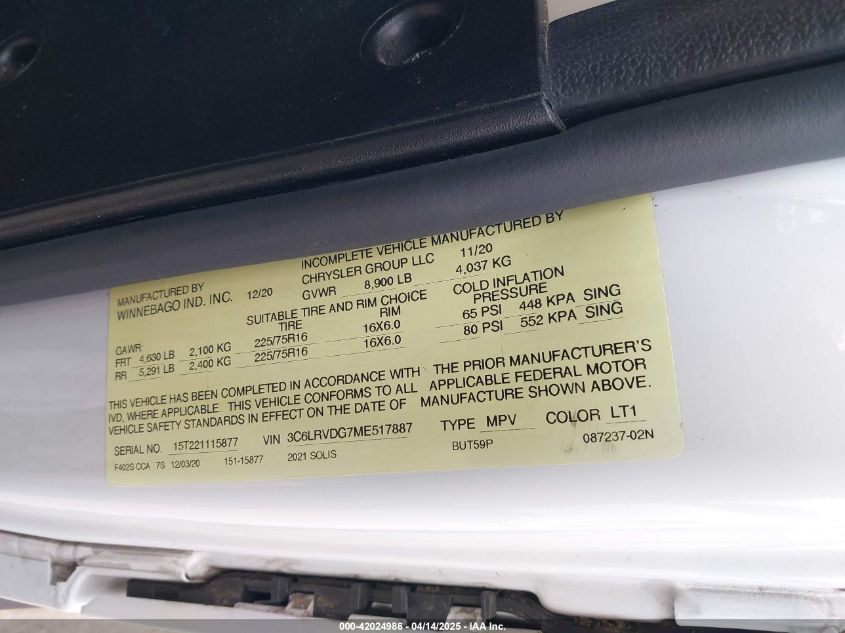 MANUFACTURED BY
WINNEBAGO IND. INC. 12/20
INCOMPLETE VEHICLE MANUFACTURED BY
CHRYSLER GROUP LLC 11/20
GVWR 8,900 LB 4,037 KG
SUITABLE TIRE AND RIM CHOICE
COLD INFLATION
TIRE RIM PRESSURE
GAWR:
FRT 4,630 LB 2,100 KG 225/75R16 16X6.0 65 PSI 448 KPA SING
RR 5,291 LB 2,400 KG 225/75R16 16X6.0 80 PSI 552 KPA SING
THIS VEHICLE HAS BEEN COMPLETED IN ACCORDANCE WITH THE PRIOR MANUFACTURER'S
IVD, WHERE APPLICABLE. THIS VEHICLE CONFORMS TO ALL APPLICABLE FEDERAL MOTOR
VEHICLE SAFETY STANDARDS IN EFFECT ON THE DATE OF MANUFACTURE SHOWN ABOVE.
SERIAL NO. 15T221115877 VIN 3C6LRVDG7ME517887 TYPE MPV COLOR LT1
F402S CCA 7S 12/03/20 151-15877 2021 SOLIS BUT59P 087237-02N
000-42024986 - 04/14/2025 - IAA Inc.